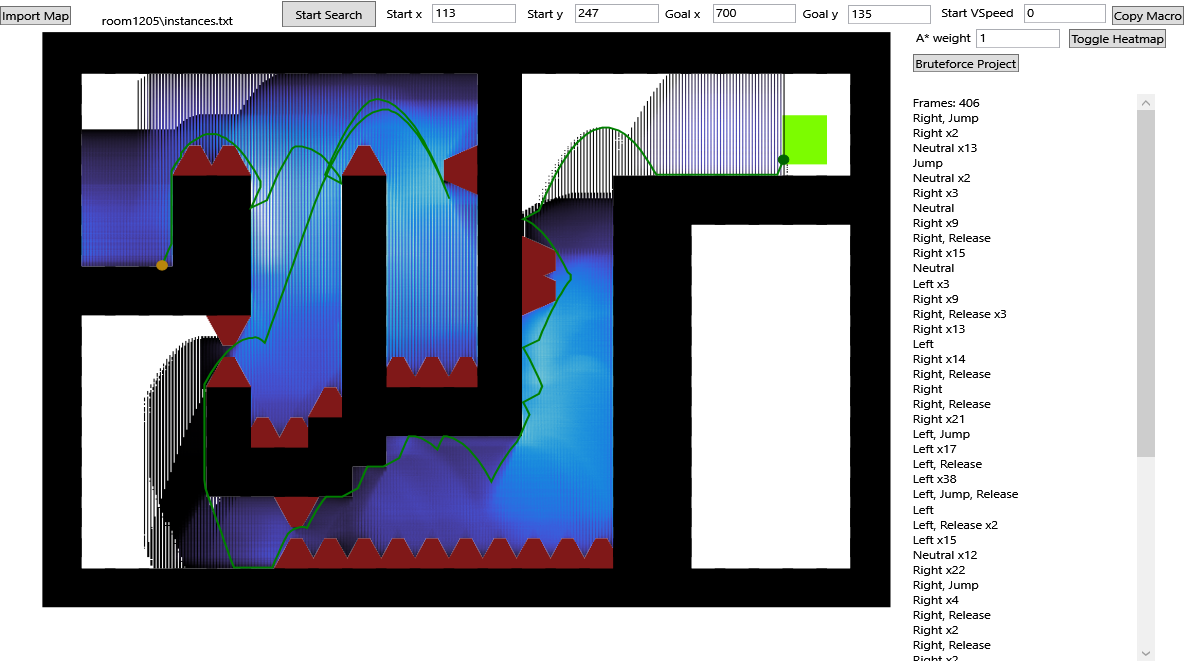 Import Map
room1205\instances.txt
Start Search
Start x 113
Start y 247
Goal x 700
Goal y 135
Start VSpeed 0
Copy Macro
A* weight 1
Toggle Heatmap
Bruteforce Project
Frames: 406
Right, Jump
Right x2
Neutral x13
Jump
Neutral x2
Right x3
Neutral
Right x9
Right, Release
Right x15
Neutral
Left x3
Right x9
Right, Release x3
Right x13
Left
Right x14
Right, Release
Right
Right, Release
Right x21
Left, Jump
Left x17
Left, Release
Left x38
Left, Jump, Release
Left
Left, Release x2
Left x15
Neutral x12
Right x22
Right, Jump
Right x4
Right, Release
Right x2
Right, Release
Right x2